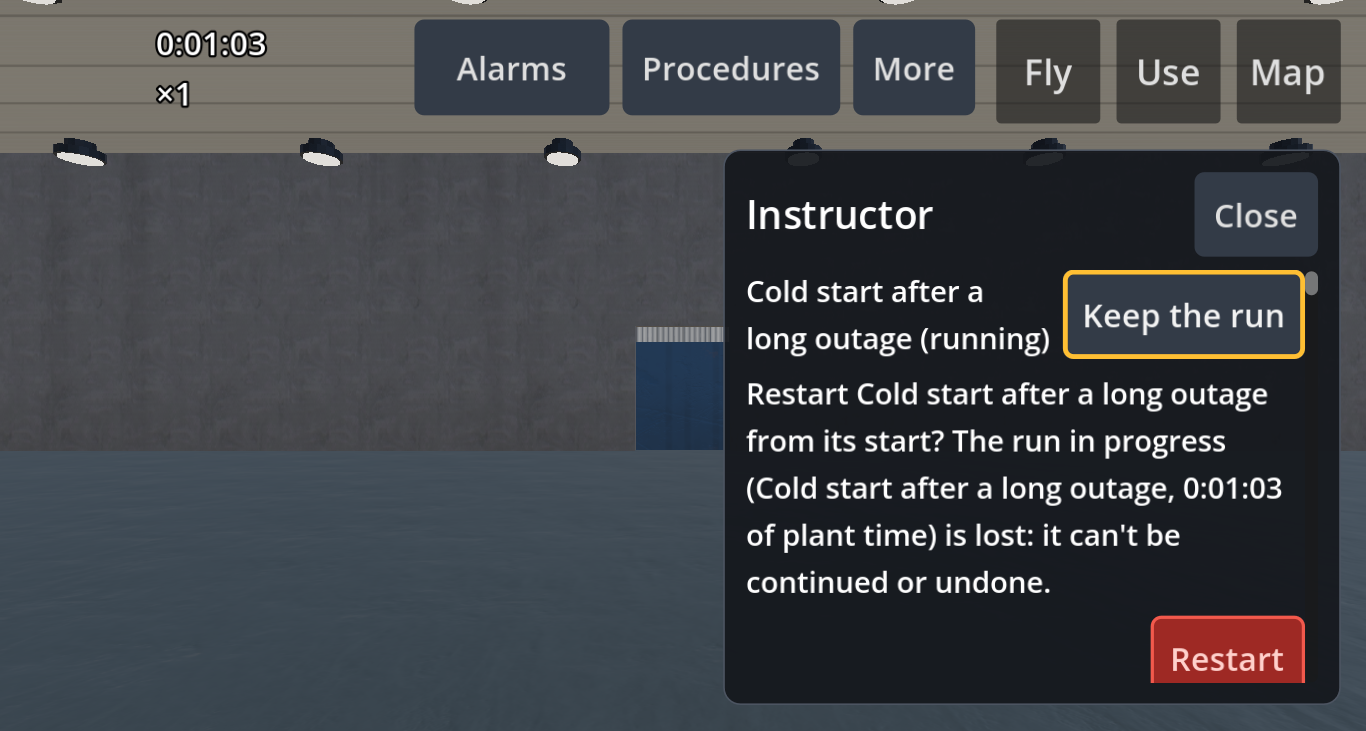 0:01:03
×1
Alarms
Procedures
More
Fly
Use
Map
Instructor
Close
Cold start after a
long outage (running)
Keep the run
Restart Cold start after a long outage
from its start? The run in progress
(Cold start after a long outage, 0:01:03
of plant time) is lost: it can't be
continued or undone.
Restart